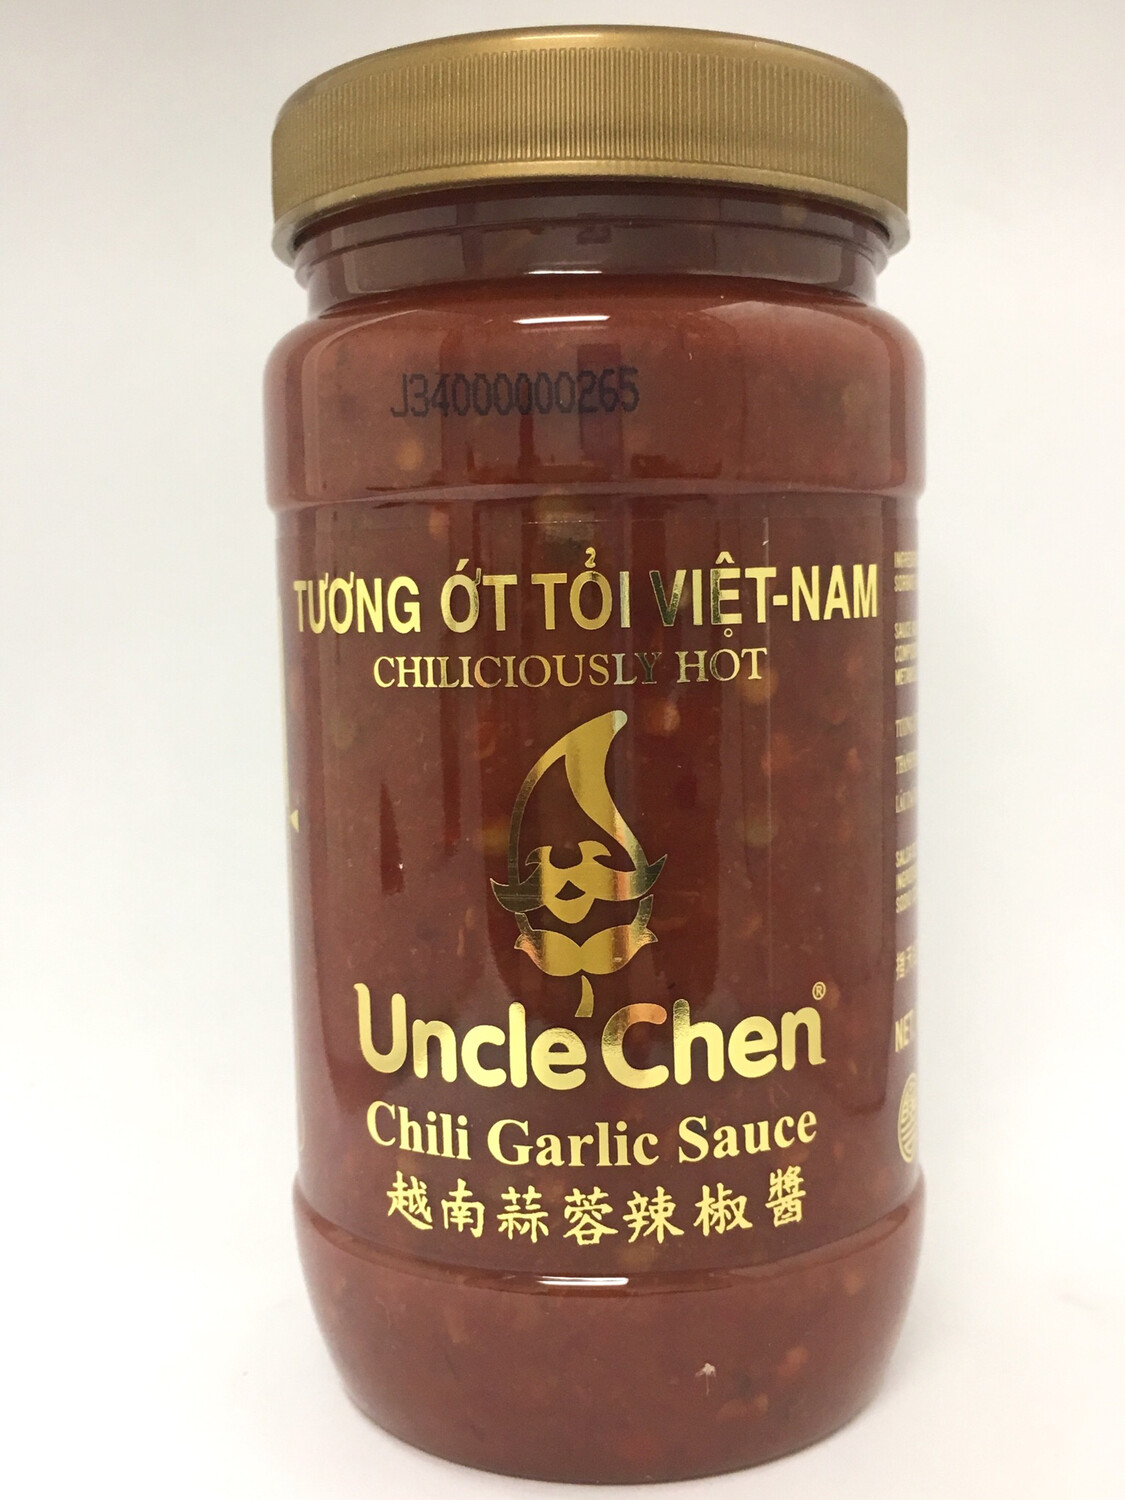 J34000000265
TƯƠNG ỚT TỎI VIỆT-NAM
CHILICIOUSLY HOT
Uncle Chen®
Chili Garlic Sauce
越南蒜蓉辣椒醬